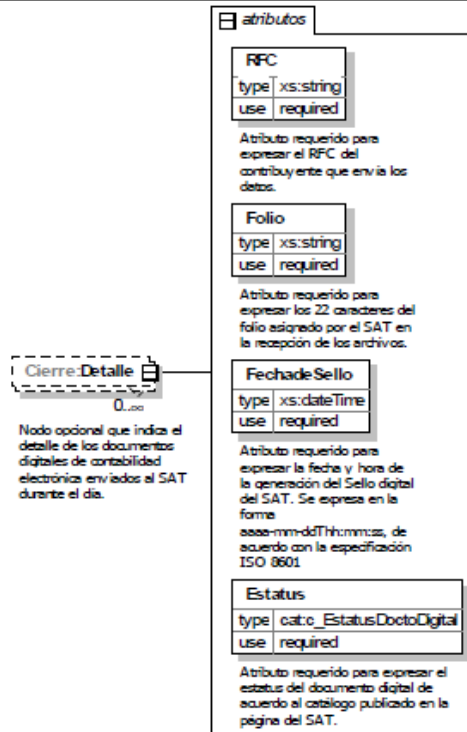 atributos
RFC
type xs:string
use required
Atributo requerido para
expresar el RFC del
contribuyente que envía los
datos.
Folio
type xs:string
use required
Atributo requerido para
expresar los 22 caracteres del
folio asignado por el SAT en
la recepción de los archivos.
Cierre:Detalle
0..∞
Nodo opcional que indica el
detalle de los documentos
digitales de contabilidad
electrónica enviados al SAT
durante el día.
FechadeSello
type xs:dateTime
use required
Atributo requerido para
expresar la fecha y hora de
la generación del Sello digital
del SAT. Se expresa en la
forma
aaaa-mm-ddThh:mm:ss, de
acuerdo con la especificación
ISO 8601
Estatus
type cat:c_EstatusDoctoDigital
use required
Atributo requerido para expresar el
estatus del documento digital de
acuerdo al catálogo publicado en la
página del SAT.